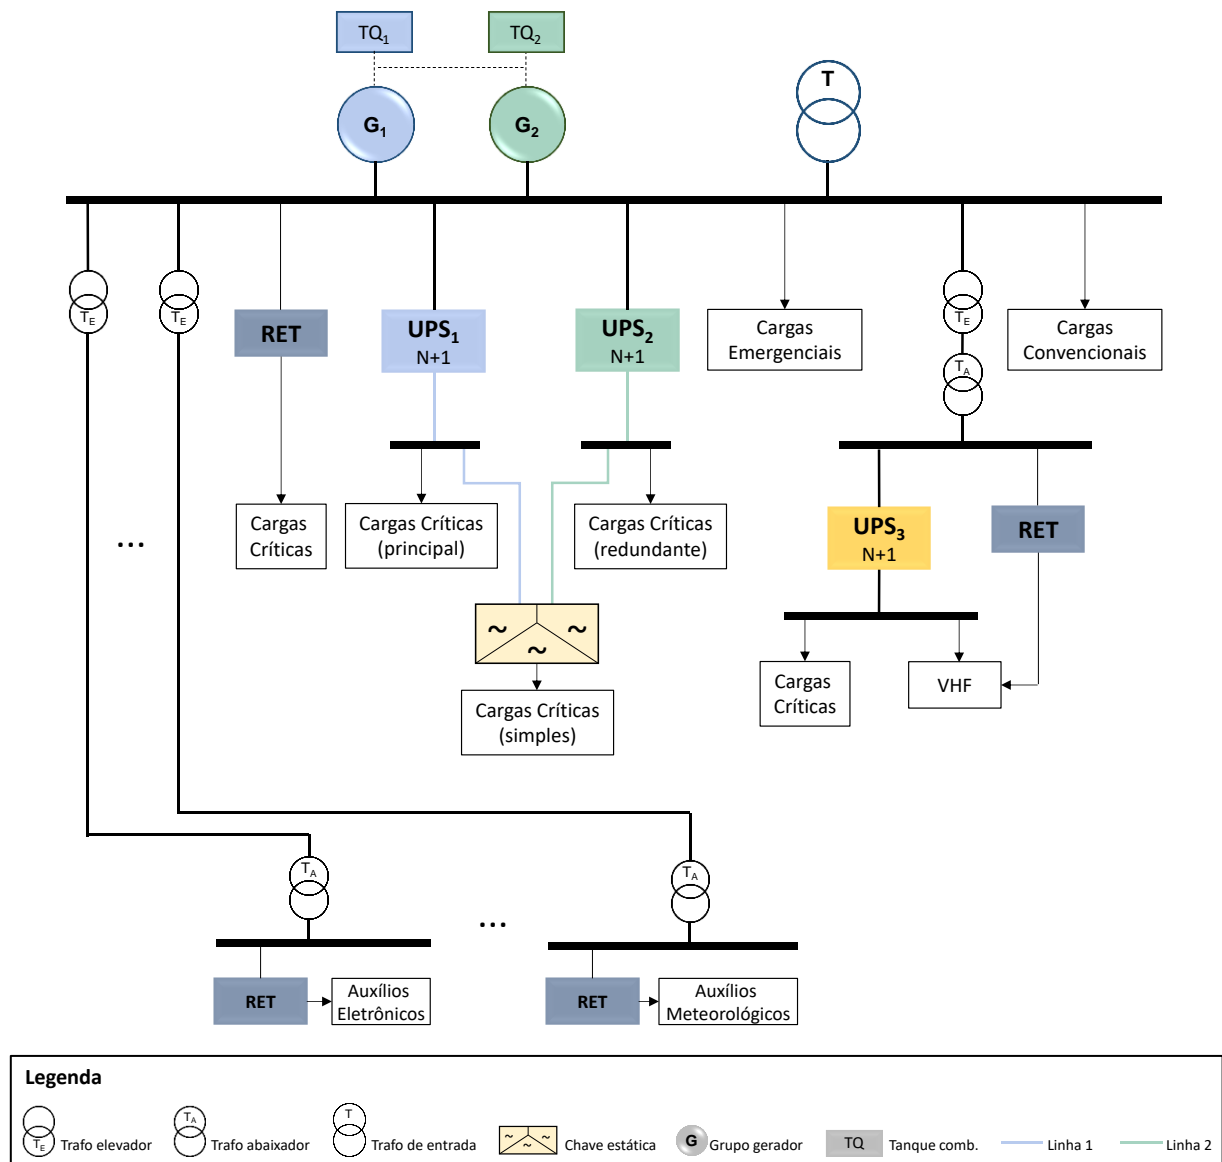 TQ1
TQ2
G1
G2
T
TE
TE
TE
RET
UPS1
N+1
UPS2
N+1
Cargas
Emergenciais
Cargas
Convencionais
TA
Cargas
Críticas
Cargas Críticas
(principal)
Cargas Críticas
(redundante)
UPS3
N+1
RET
...
~
~
~
Cargas Críticas
(simples)
Cargas
Críticas
VHF
TA
TA
...
RET
Auxílios
Eletrônicos
RET
Auxílios
Meteorológicos
Legenda
TE Trafo elevador
TA Trafo abaixador
T Trafo de entrada
~ ~ ~ Chave estática
G Grupo gerador
TQ Tanque comb.
Linha 1
Linha 2